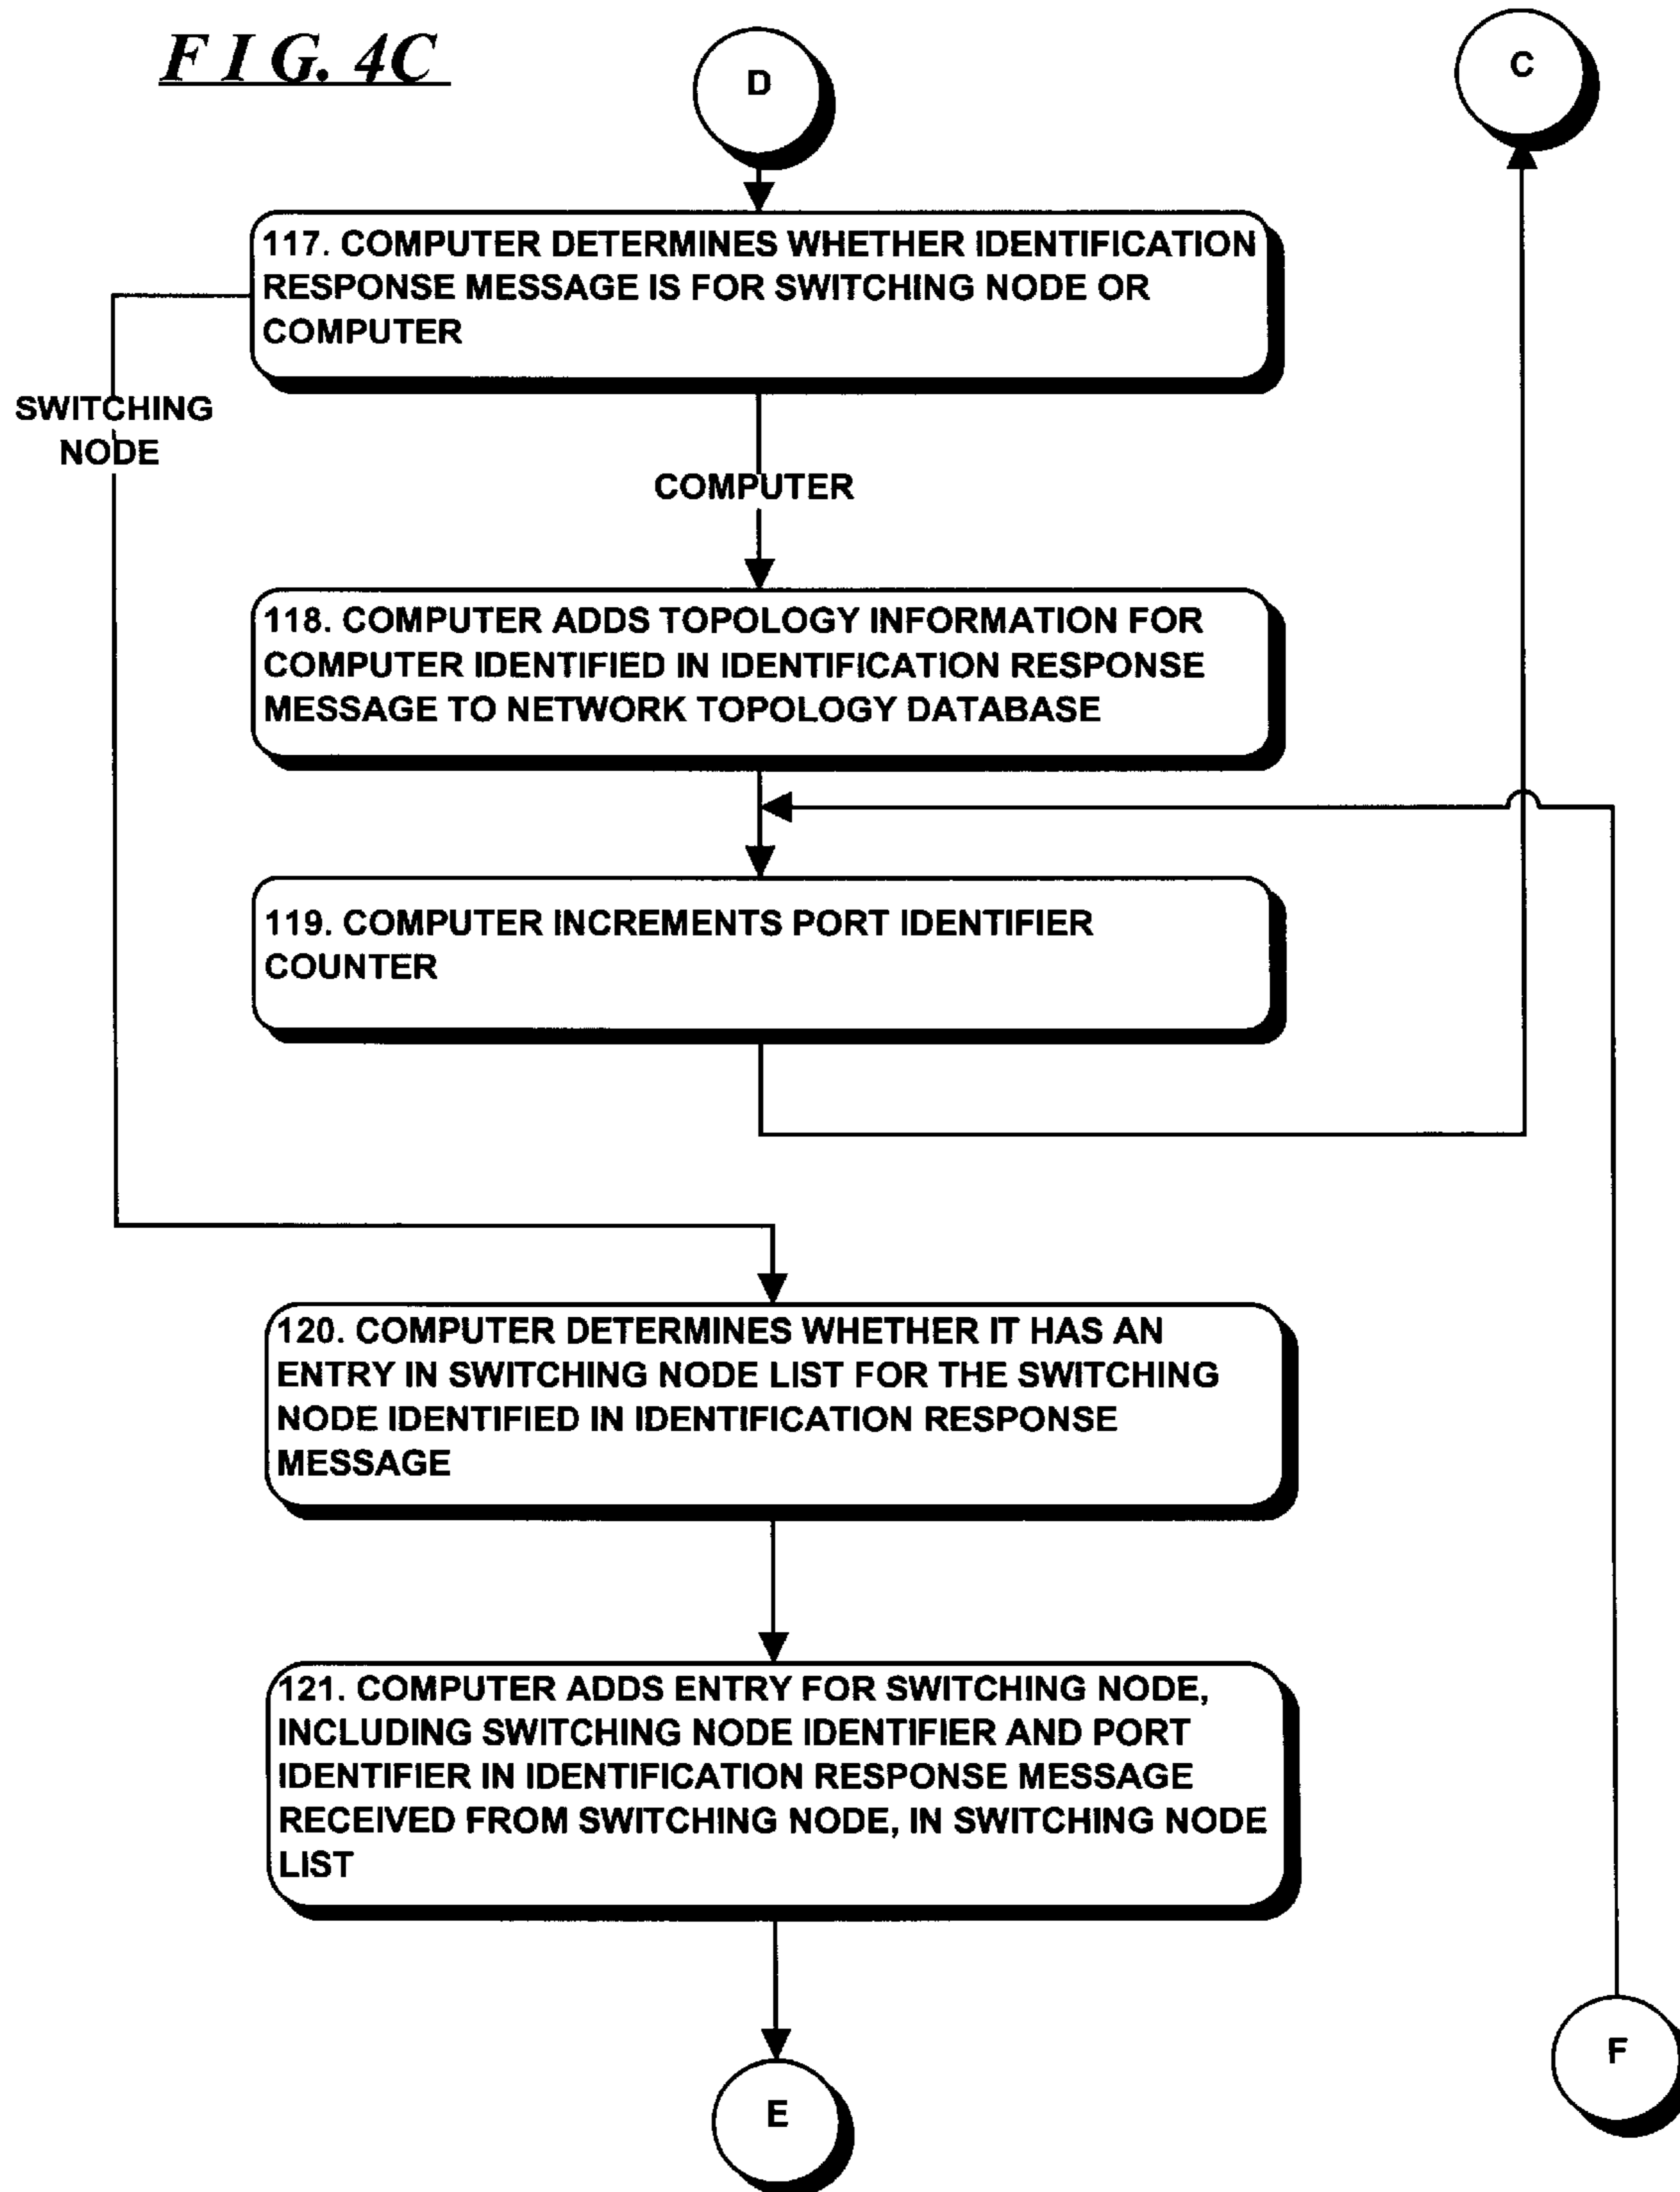 F I G. 4C
D
C
117. COMPUTER DETERMINES WHETHER IDENTIFICATION
RESPONSE MESSAGE IS FOR SWITCHING NODE OR
COMPUTER
SWITCHING
NODE
COMPUTER
118. COMPUTER ADDS TOPOLOGY INFORMATION FOR
COMPUTER IDENTIFIED IN IDENTIFICATION RESPONSE
MESSAGE TO NETWORK TOPOLOGY DATABASE
119. COMPUTER INCREMENTS PORT IDENTIFIER
COUNTER
120. COMPUTER DETERMINES WHETHER IT HAS AN
ENTRY IN SWITCHING NODE LIST FOR THE SWITCHING
NODE IDENTIFIED IN IDENTIFICATION RESPONSE
MESSAGE
121. COMPUTER ADDS ENTRY FOR SWITCHING NODE,
INCLUDING SWITCHING NODE IDENTIFIER AND PORT
IDENTIFIER IN IDENTIFICATION RESPONSE MESSAGE
RECEIVED FROM SWITCHING NODE, IN SWITCHING NODE
LIST
F
E